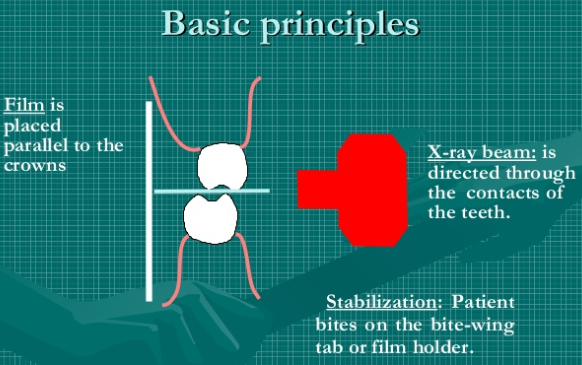 Basic principles
Film is
placed
parallel to the
crowns
X-ray beam: is
directed through
the contacts of
the teeth.
Stabilization: Patient
bites on the bite-wing
tab or film holder.